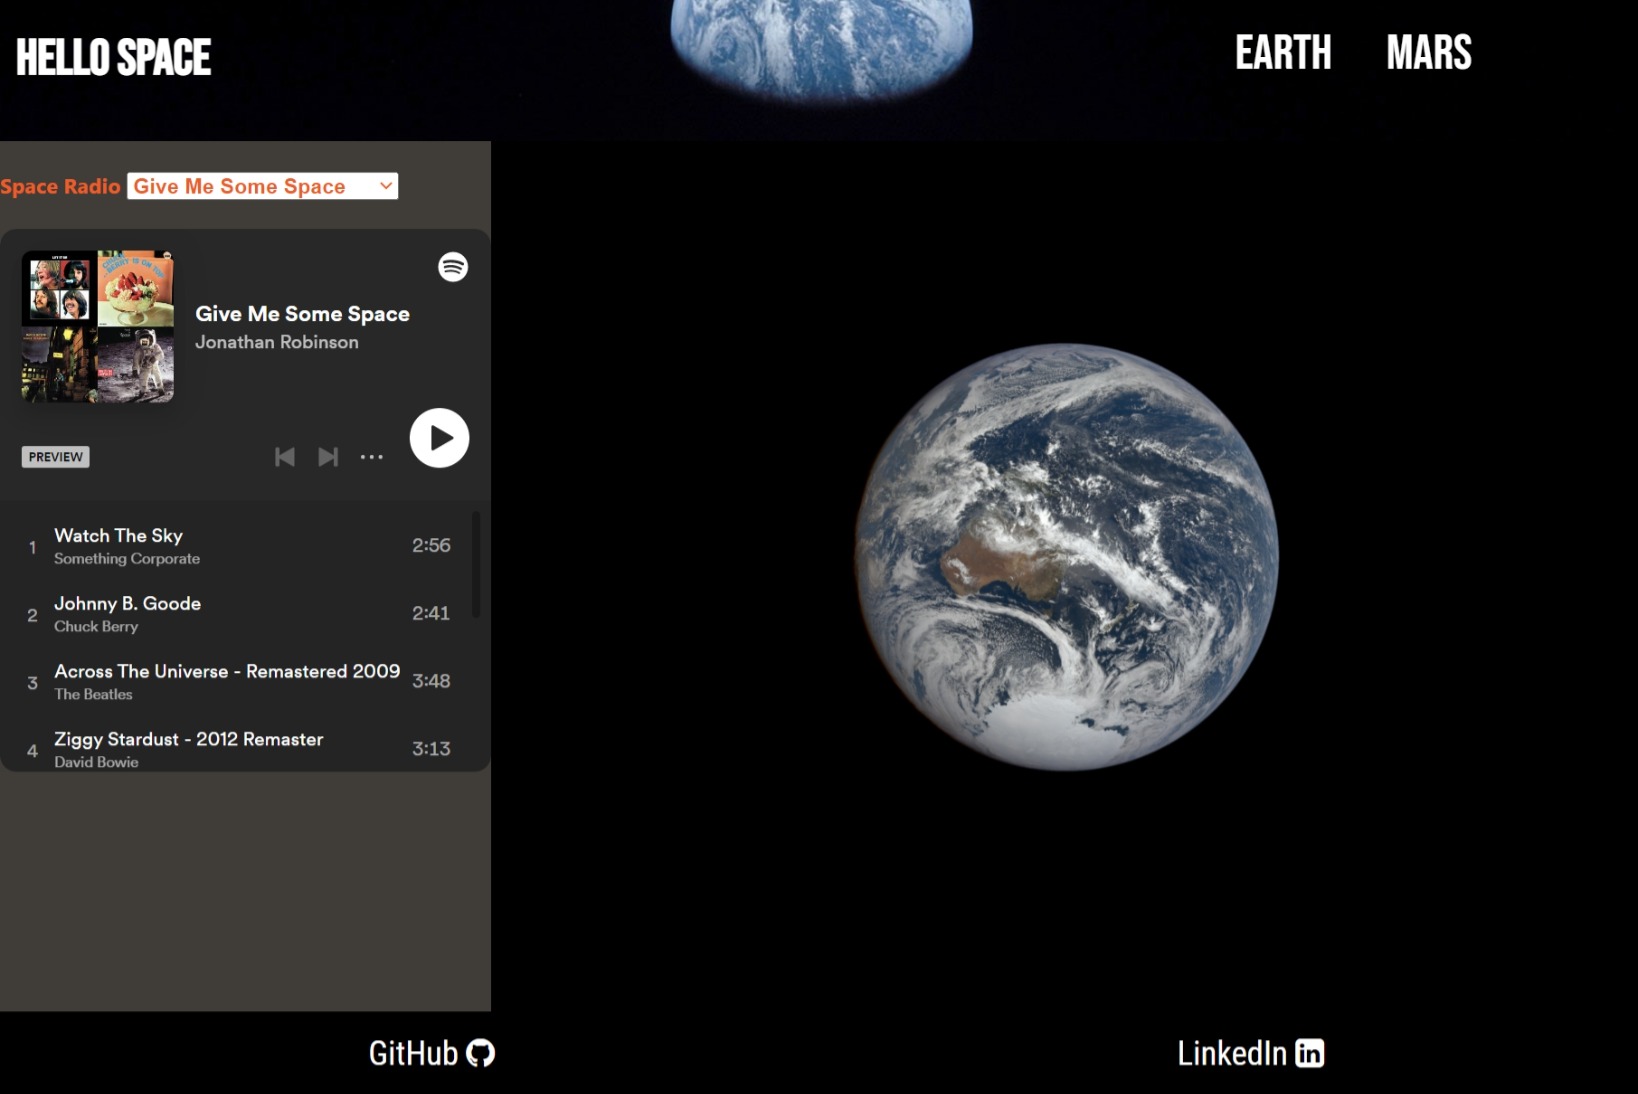 HELLO SPACE
EARTH MARS
Space Radio Give Me Some Space
Give Me Some Space
Jonathan Robinson
PREVIEW
1 Watch The Sky 2:56
Something Corporate
2 Johnny B. Goode 2:41
Chuck Berry
3 Across The Universe - Remastered 2009 3:48
The Beatles
4 Ziggy Stardust - 2012 Remaster 3:13
David Bowie
GitHub LinkedIn